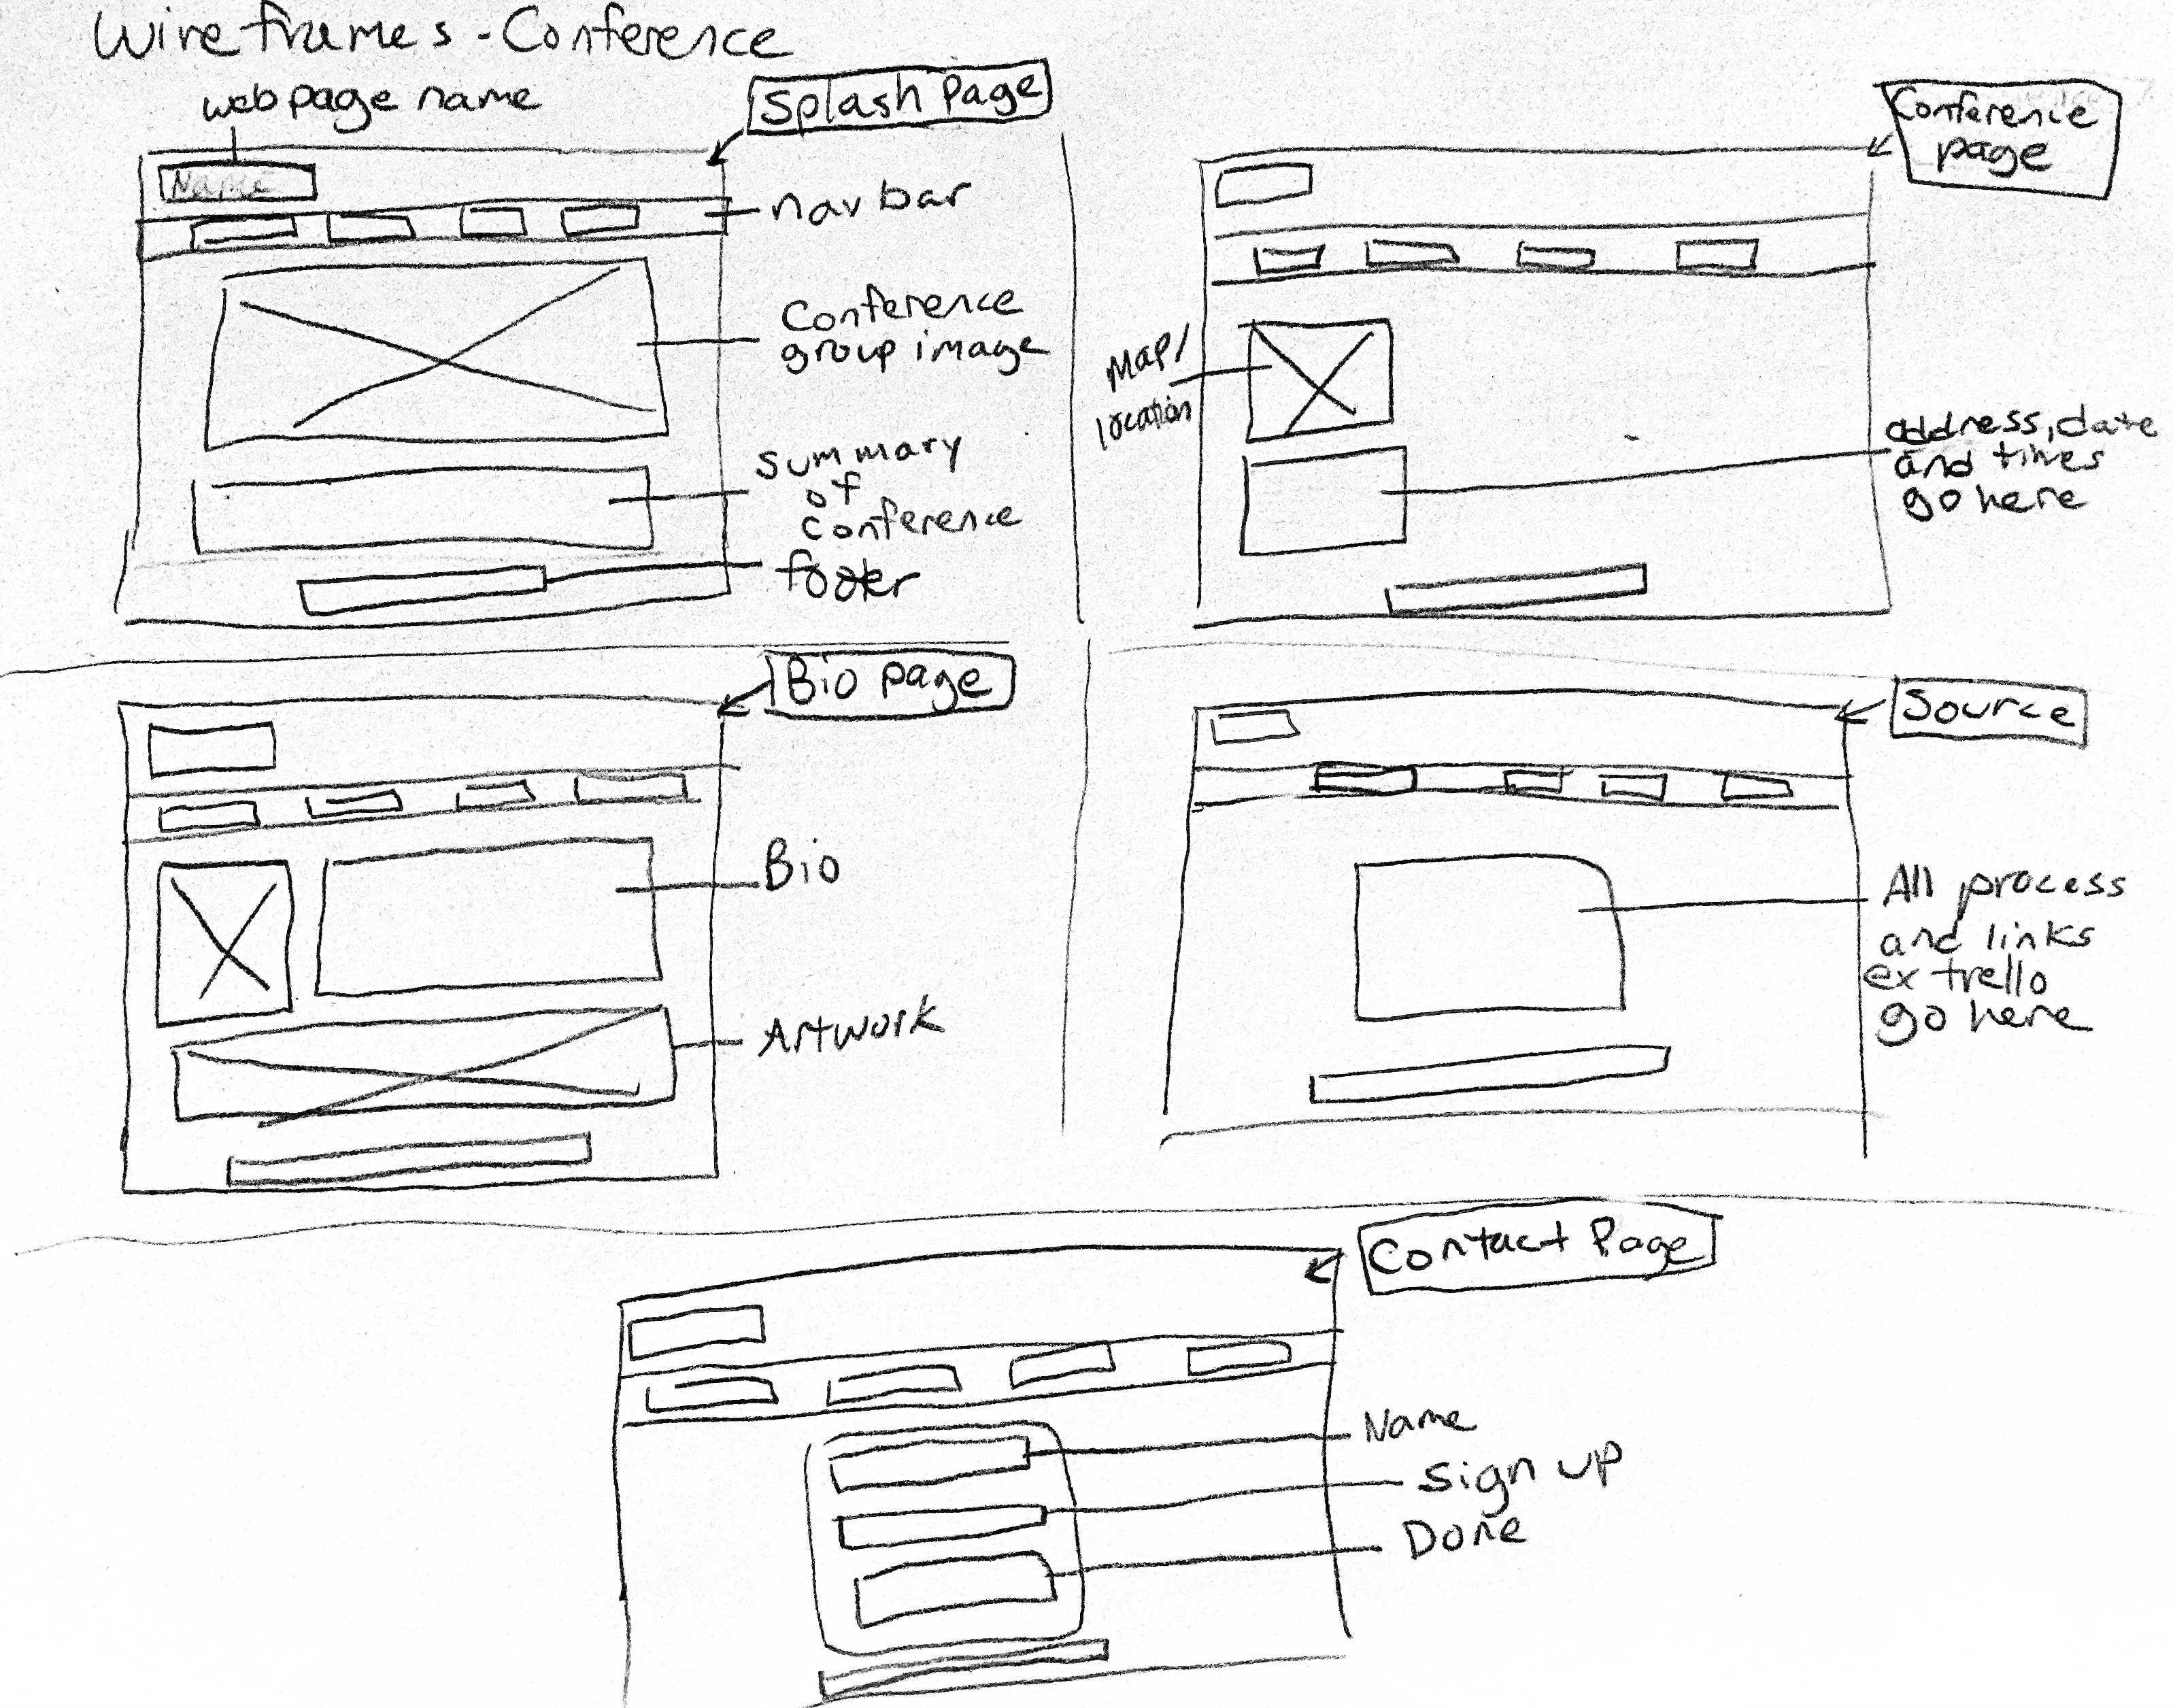 Wireframes - Conference
webpage name
Splash Page
Name
nav bar
Conference
group image
summary
of
conference
footer
Conference
page
Map/
location
address, date
and times
go here
Bio page
Bio
Artwork
Source
All process
and links
ex trello
go here
Contact Page
Name
Sign up
Done